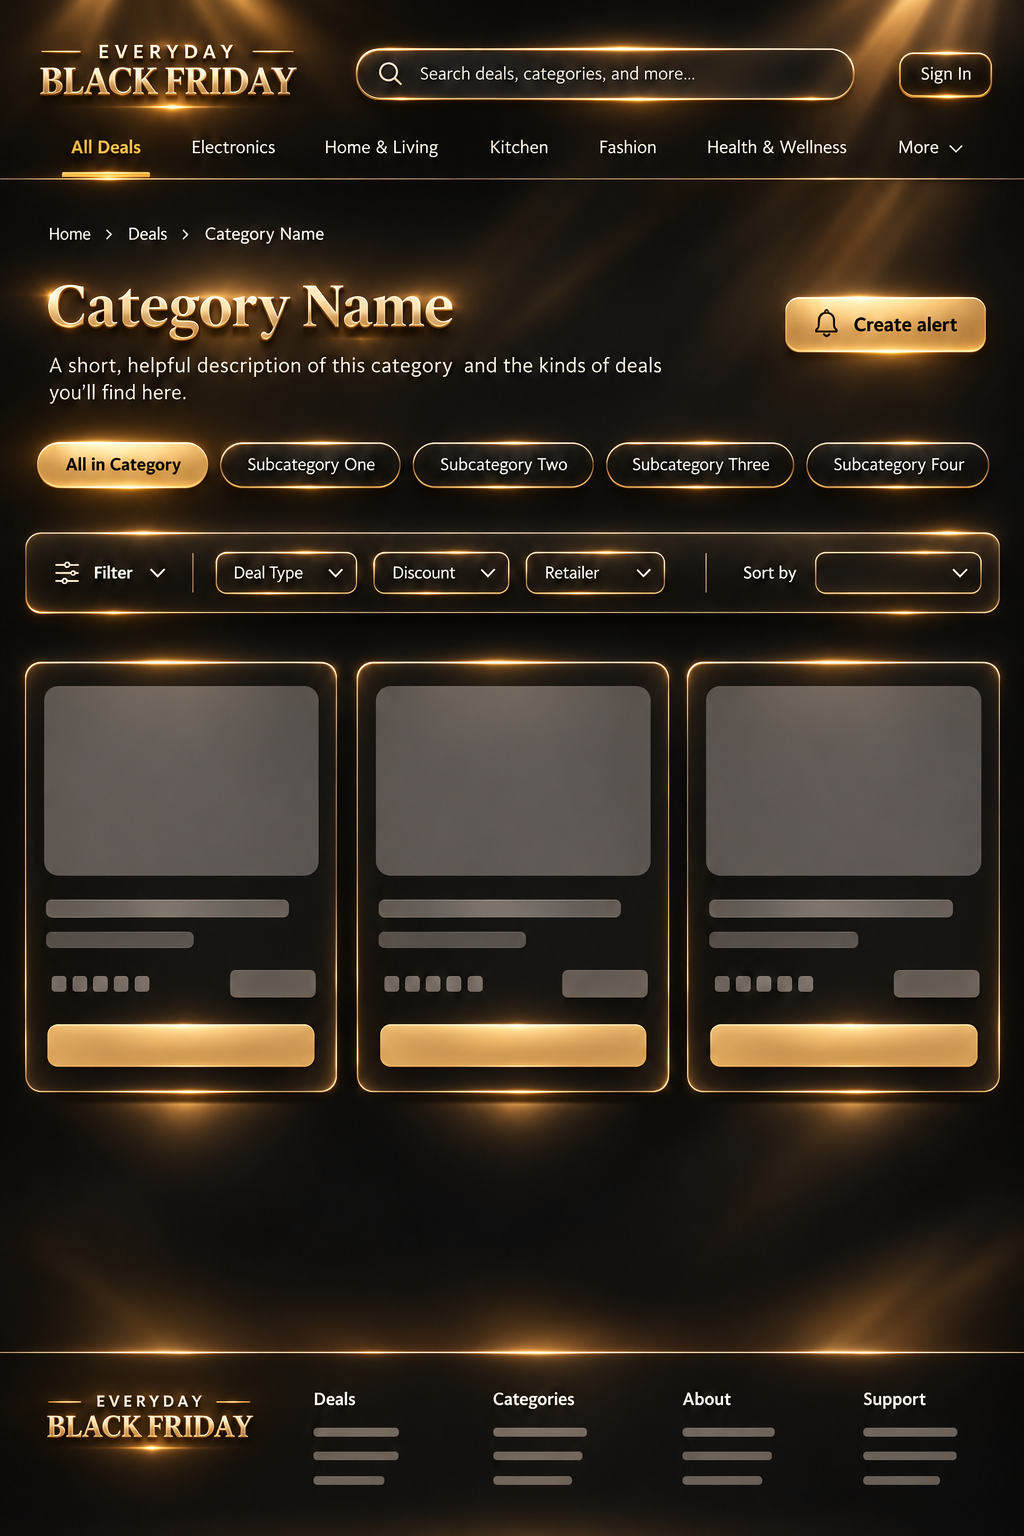 EVERYDAY
BLACK FRIDAY
Search deals, categories, and more...
Sign In
All Deals
Electronics
Home & Living
Kitchen
Fashion
Health & Wellness
More
Home > Deals > Category Name
Category Name
Create alert
A short, helpful description of this category and the kinds of deals
you'll find here.
All in Category
Subcategory One
Subcategory Two
Subcategory Three
Subcategory Four
Filter
Deal Type
Discount
Retailer
Sort by
EVERYDAY
BLACK FRIDAY
Deals
Categories
About
Support